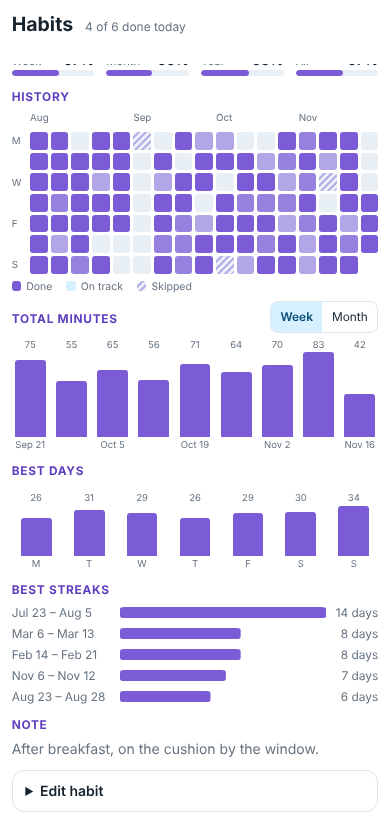 Habits 4 of 6 done today
HISTORY
Aug Sep Oct Nov
M
W
F
S
Done On track Skipped
TOTAL MINUTES Week Month
75 55 65 56 71 64 70 83 42
Sep 21 Oct 5 Oct 19 Nov 2 Nov 16
BEST DAYS
26 31 29 26 29 30 34
M T W T F S S
BEST STREAKS
Jul 23 – Aug 5 14 days
Mar 6 – Mar 13 8 days
Feb 14 – Feb 21 8 days
Nov 6 – Nov 12 7 days
Aug 23 – Aug 28 6 days
NOTE
After breakfast, on the cushion by the window.
Edit habit